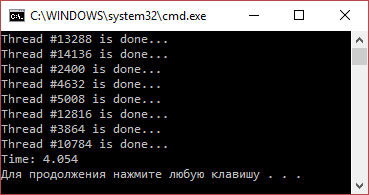 C:\WINDOWS\system32\cmd.exe
Thread #13288 is done...
Thread #14136 is done...
Thread #2400 is done...
Thread #4632 is done...
Thread #5008 is done...
Thread #12816 is done...
Thread #3864 is done...
Thread #10784 is done...
Time: 4.054
Для продолжения нажмите любую клавишу . . .